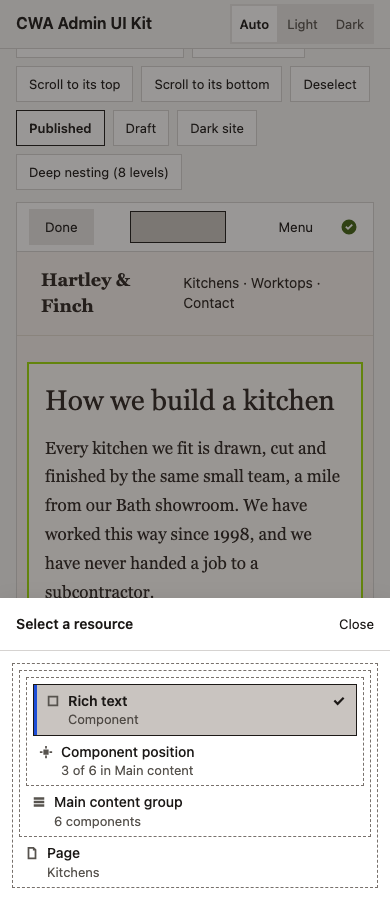 CWA Admin UI Kit
Auto
Light
Dark
Scroll to its top
Scroll to its bottom
Deselect
Published
Draft
Dark site
Deep nesting (8 levels)
Done
Menu
Hartley &
Finch
Kitchens · Worktops ·
Contact
How we build a kitchen
Every kitchen we fit is drawn, cut and
finished by the same small team, a mile
from our Bath showroom. We have
worked this way since 1998, and we
have never handed a job to a
subcontractor.
Select a resource
Close
Rich text
Component
Component position
3 of 6 in Main content
Main content group
6 components
Page
Kitchens